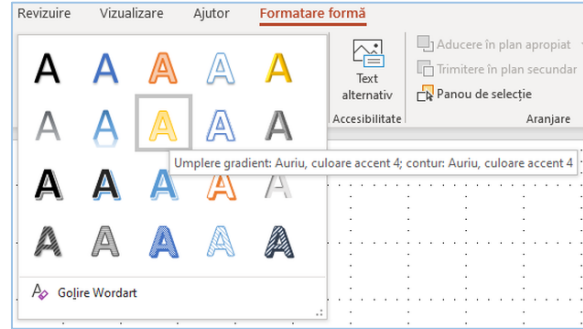 Revizuire Vizualizare Ajutor Formatare formă
A A A A A
A A A A A
A A A A A
A A A A A
Text
alternativ
Accesibilitate
Aducere în plan apropiat
Trimitere în plan secundar
Panou de selecție
Aranjare
Umplere gradient: Auriu, culoare accent 4; contur: Auriu, culoare accent 4
A Golire Wordart